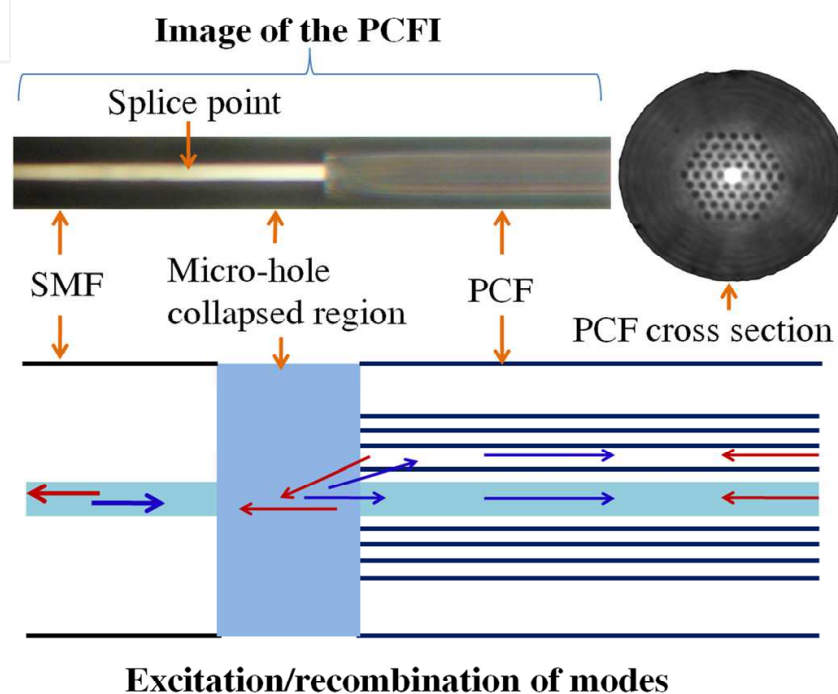 Image of the PCFI
Splice point
SMF
Micro-hole
collapsed region
PCF
PCF cross section
Excitation/recombination of modes